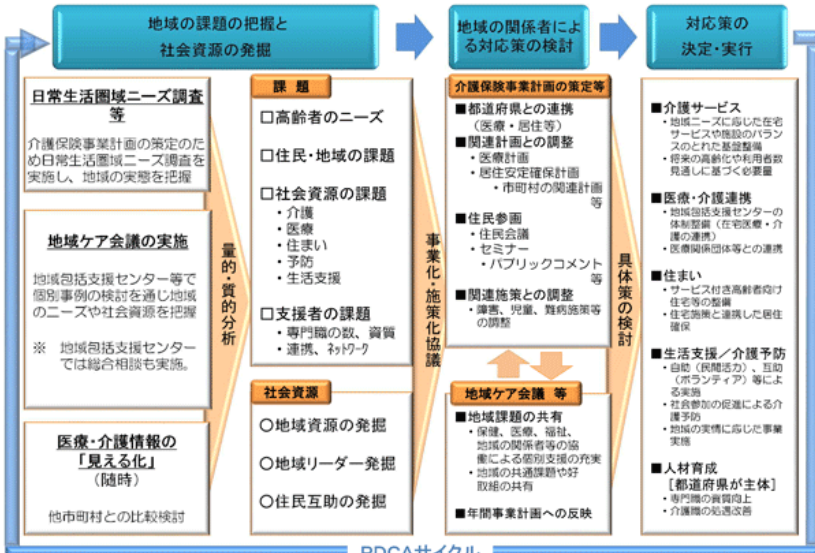 地域の課題の把握と
社会資源の発掘
地域の関係者によ
る対応策の検討
対応策の
決定・実行
日常生活圏域ニーズ調査
等
介護保険事業計画の策定のた
め日常生活圏域ニーズ調査を
実施し、地域の実態を把握
地域ケア会議の実施
地域包括支援センター等で
個別事例の検討を通じ地域
のニーズや社会資源を把握
※ 地域包括支援センター
では総合相談も実施。
医療・介護情報の
「見える化」
(随時)
他市町村との比較検討
量的・質的分析
課 題
□高齢者のニーズ
□住民・地域の課題
□社会資源の課題
・介護
・医療
・住まい
・予防
・生活支援
□支援者の課題
・専門職の数、資質
・連携、ネットワーク
社会資源
○地域資源の発掘
○地域リーダー発掘
○住民互助の発掘
事業化・施策化協議
介護保険事業計画の策定等
■都道府県との連携
(医療・居住等)
■関連計画との調整
・医療計画
・居住安定確保計画
・市町村の関連計画
等
■住民参画
・住民会議
・セミナー
・パブリックコメント
等
■関連施策との調整
・障害、児童、難病施策等
の調整
地域ケア会議 等
■地域課題の共有
・保健、医療、福祉、
地域の関係者等の協
働による個別支援の充実
・地域の共通課題や好
取組の共有
■年間事業計画への反映
具体策の検討
■介護サービス
・地域ニーズに応じた在宅
サービスや施設のバランス
のとれた基盤整備
・将来の高齢化や利用者数
見通しに基づく必要量
■医療・介護連携
・地域包括支援センターの
体制整備(在宅医療・介
護の連携)
・医療関係団体等との連携
■住まい
・サービス付き高齢者向け
住宅等の整備
・住宅施策と連携した居住
確保
■生活支援/介護予防
・自助(民間活力)、互助
(ボランティア)等によ
る実施
・社会参加の促進による介
護予防
・地域の実情に応じた事業
実施
■人材育成
[都道府県が主体]
・専門職の資質向上
・介護職の処遇改善
PDCAサイクル